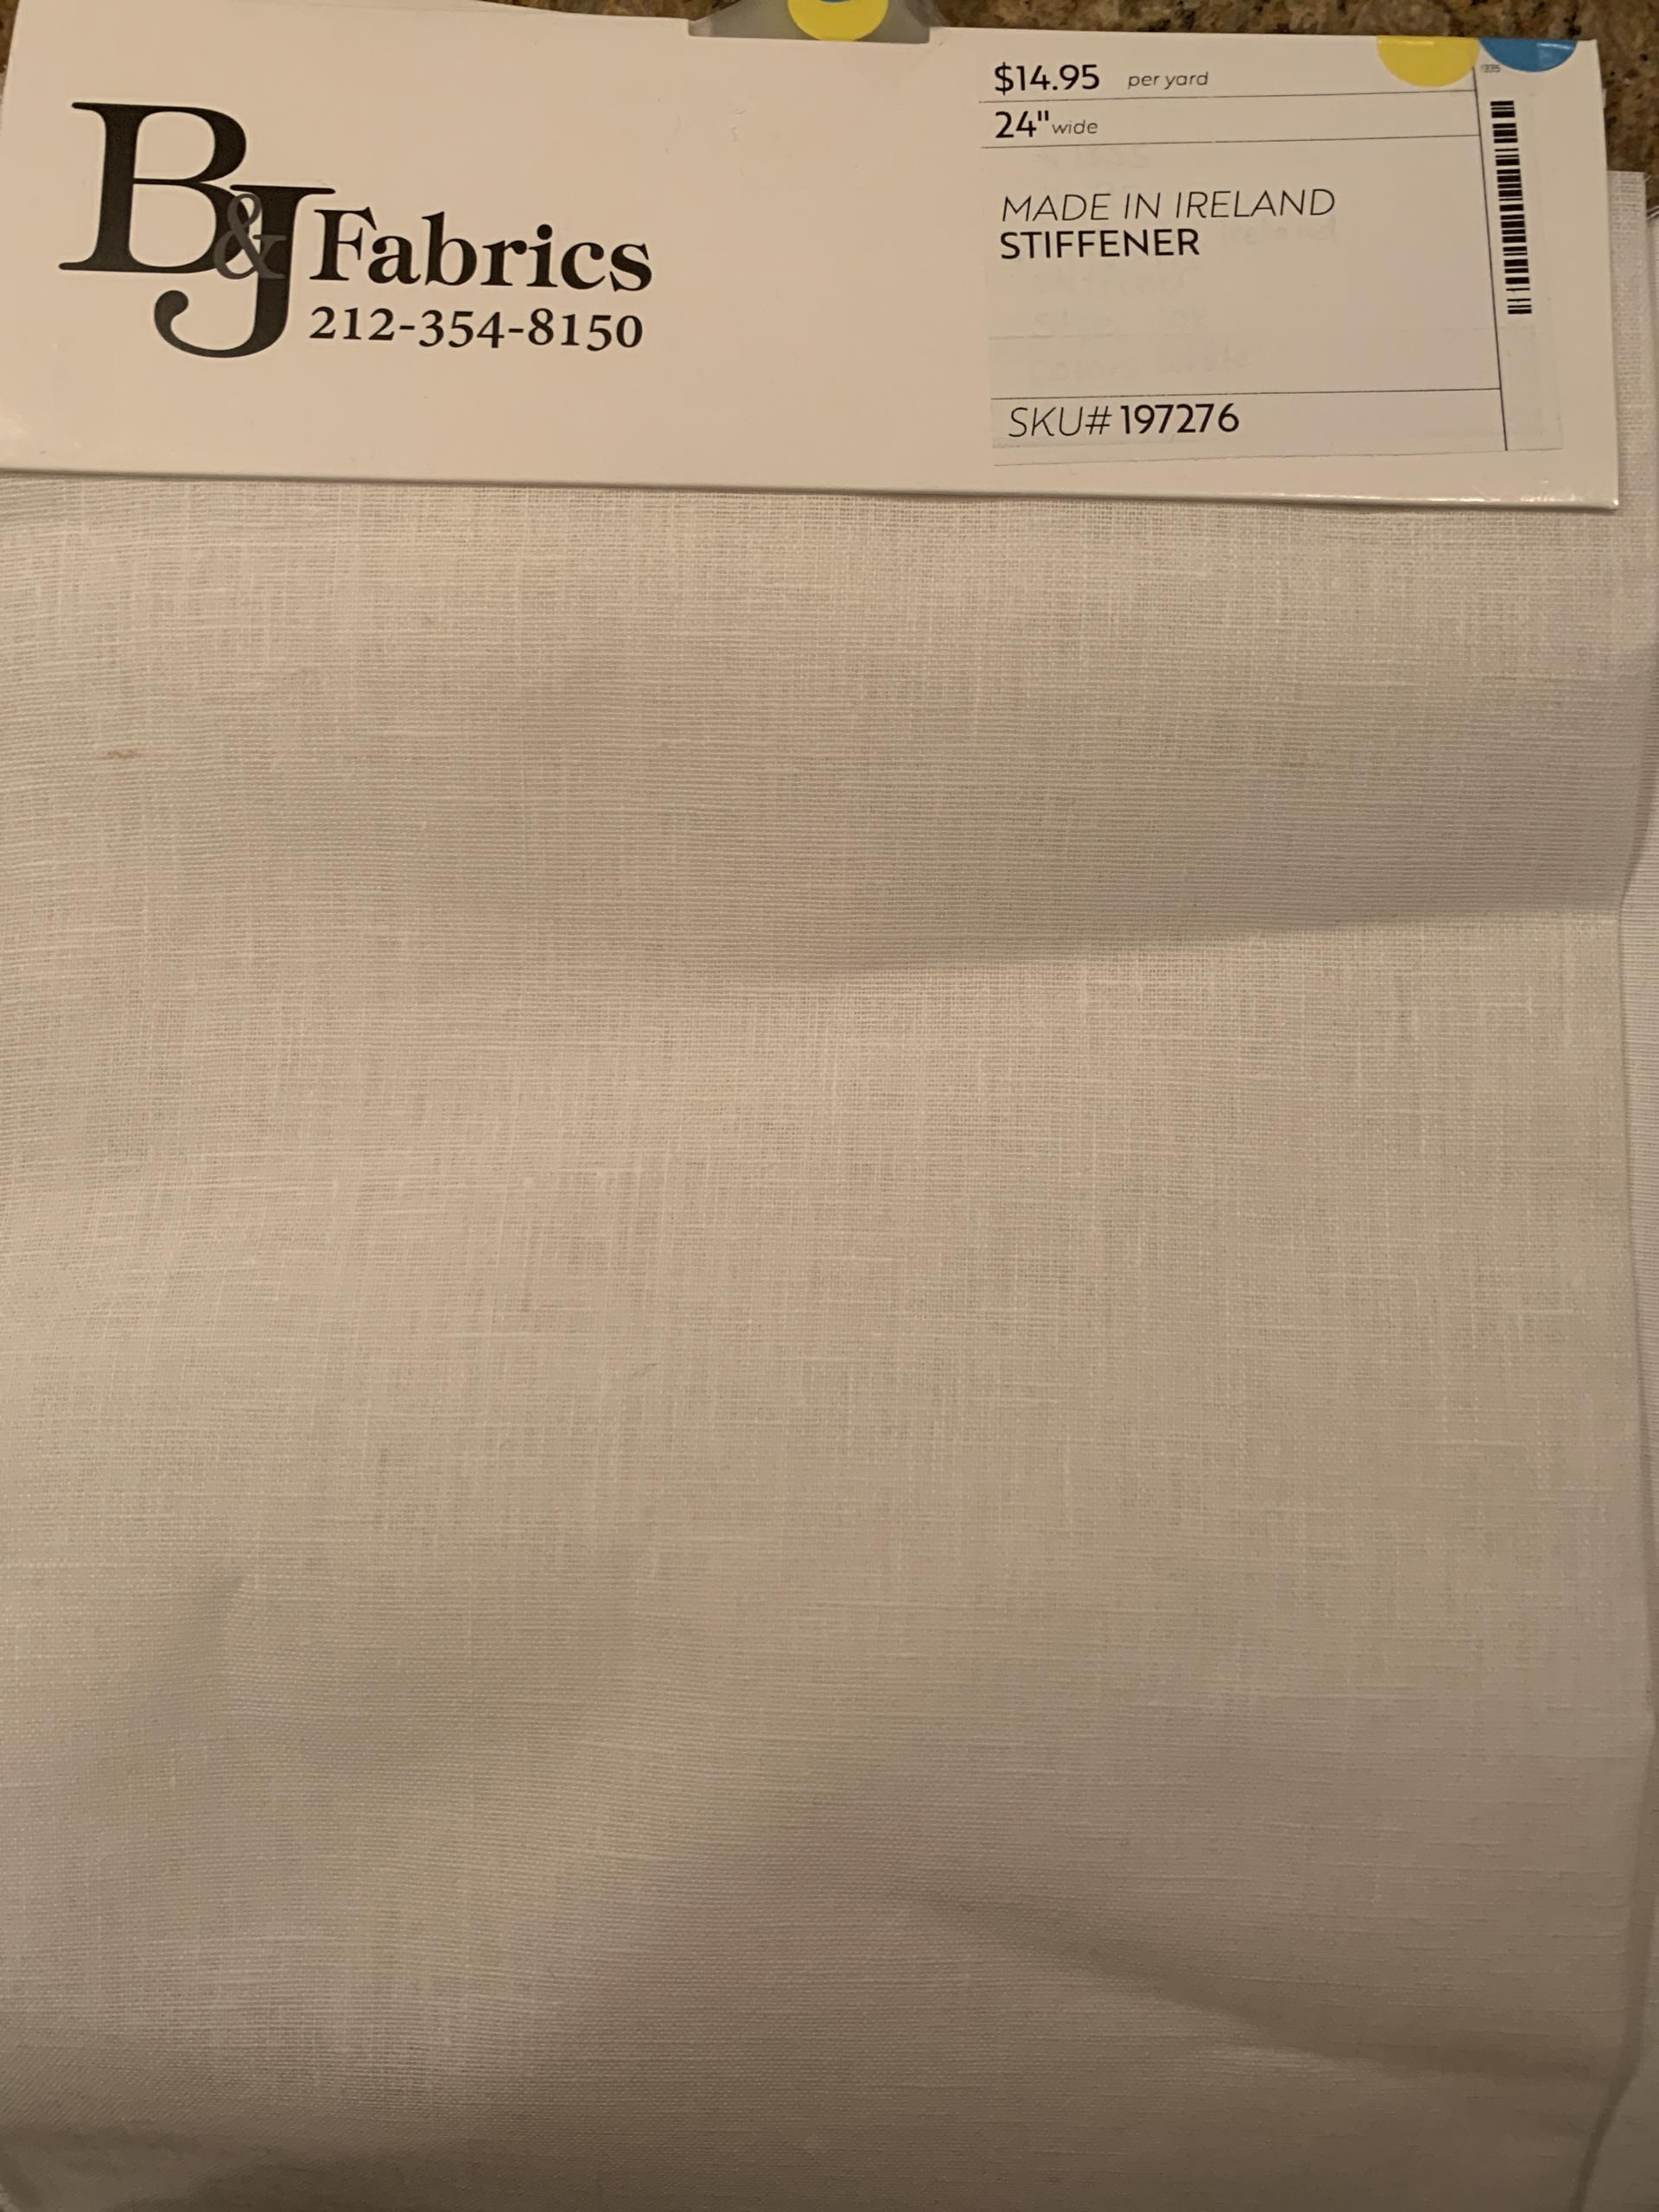 B&J Fabrics
212-354-8150
$14.95 per yard
24" wide
MADE IN IRELAND
STIFFENER
SKU# 197276